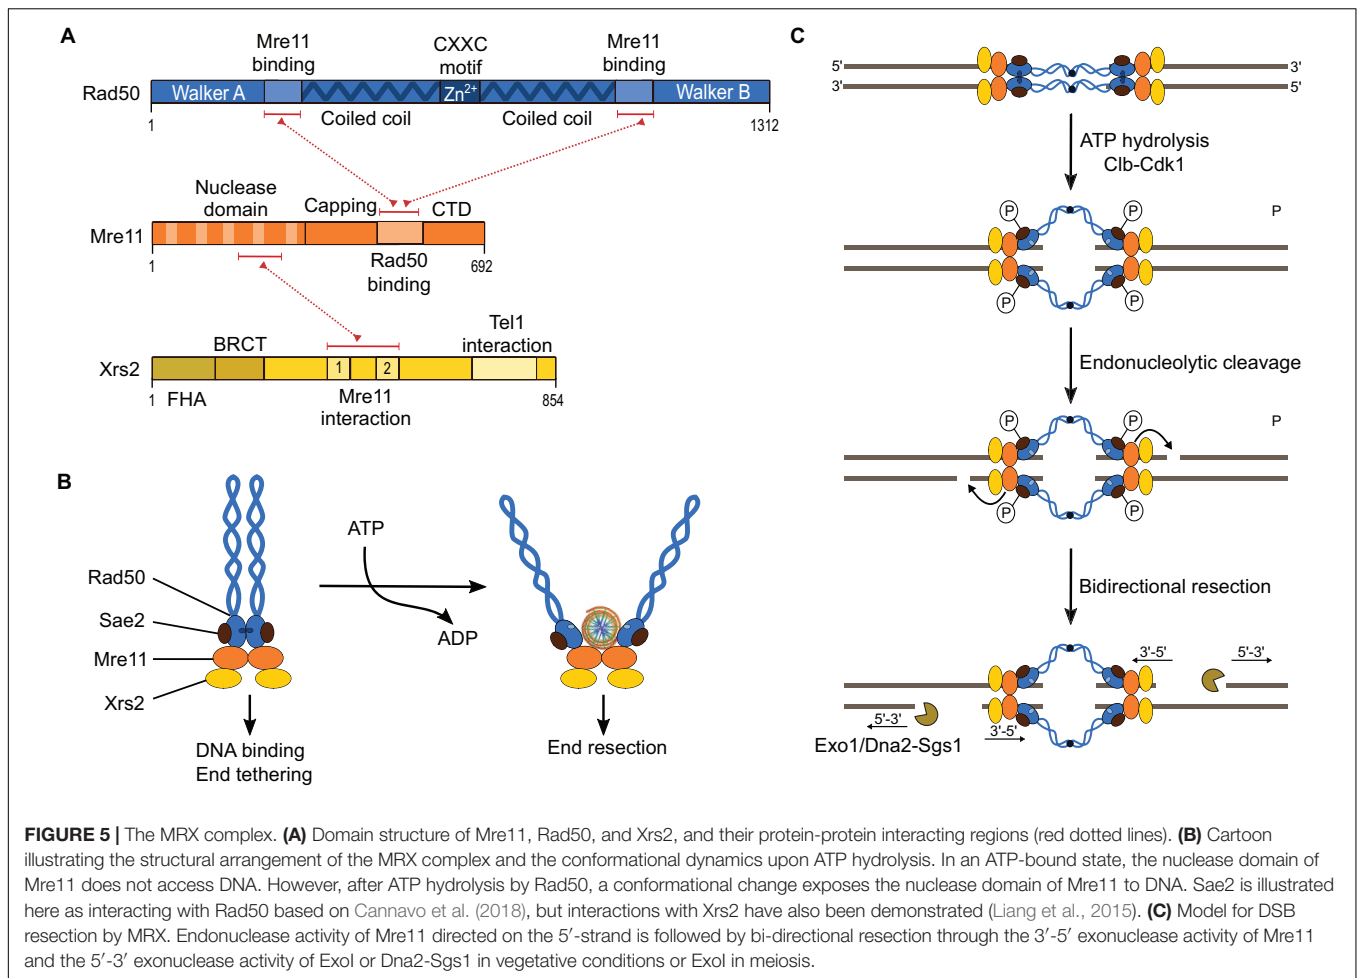 A
Mre11
binding
CXXC
motif
Mre11
binding
Rad50
Walker A
Zn2+
Walker B
1
Coiled coil
Coiled coil
1312
Nuclease
domain
Capping
CTD
Mre11
1
Rad50
binding
692
Tel1
interaction
BRCT
Xrs2
1
2
1
FHA
Mre11
interaction
854
B
Rad50
Sae2
Mre11
Xrs2
ATP
ADP
DNA binding
End tethering
End resection
C
5'
3'
3'
5'
ATP hydrolysis
Clb-Cdk1
P
P
P
P
P
Endonucleolytic cleavage
P
P
P
P
P
Bidirectional resection
3'-5'
5'-3'
5'-3'
3'-5'
Exo1/Dna2-Sgs1
FIGURE 5 | The MRX complex. (A) Domain structure of Mre11, Rad50, and Xrs2, and their protein-protein interacting regions (red dotted lines). (B) Cartoon
illustrating the structural arrangement of the MRX complex and the conformational dynamics upon ATP hydrolysis. In an ATP-bound state, the nuclease domain of
Mre11 does not access DNA. However, after ATP hydrolysis by Rad50, a conformational change exposes the nuclease domain of Mre11 to DNA. Sae2 is illustrated
here as interacting with Rad50 based on Cannavo et al. (2018), but interactions with Xrs2 have also been demonstrated (Liang et al., 2015). (C) Model for DSB
resection by MRX. Endonuclease activity of Mre11 directed on the 5′-strand is followed by bi-directional resection through the 3′-5′ exonuclease activity of Mre11
and the 5′-3′ exonuclease activity of ExoI or Dna2-Sgs1 in vegetative conditions or ExoI in meiosis.